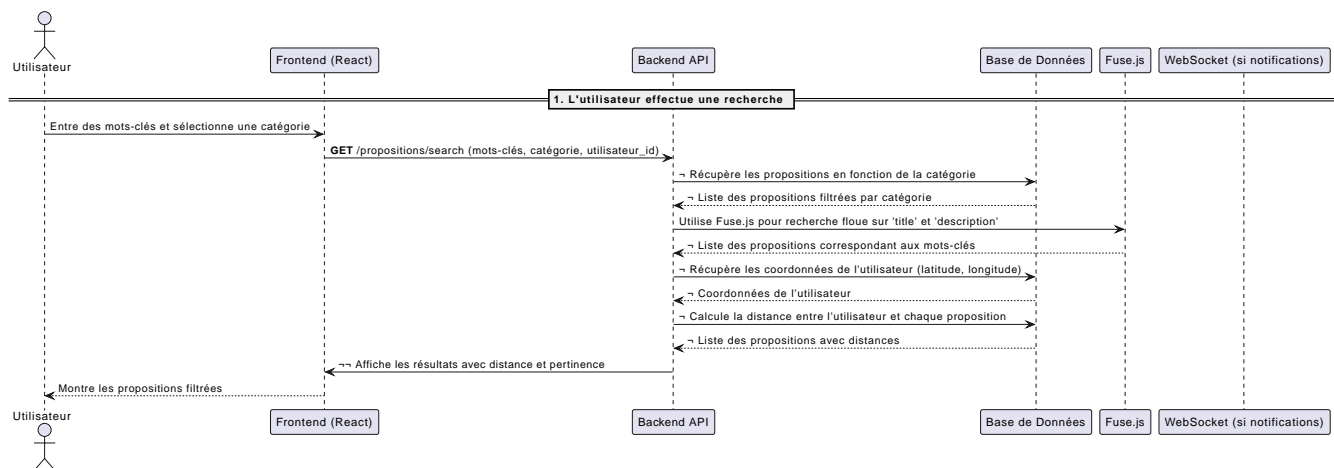 Utilisateur
Frontend (React)
Backend API
Base de Données
Fuse.js
WebSocket (si notifications)
1. L'utilisateur effectue une recherche
Entre des mots-clés et sélectionne une catégorie
GET /propositions/search (mots-clés, catégorie, utilisateur_id)
¬ Récupère les propositions en fonction de la catégorie
¬ Liste des propositions filtrées par catégorie
Utilise Fuse.js pour recherche floue sur 'title' et 'description'
¬ Liste des propositions correspondant aux mots-clés
¬ Récupère les coordonnées de l'utilisateur (latitude, longitude)
¬ Coordonnées de l'utilisateur
¬ Calcule la distance entre l'utilisateur et chaque proposition
¬ Liste des propositions avec distances
¬¬ Affiche les résultats avec distance et pertinence
Montre les propositions filtrées
Utilisateur
Frontend (React)
Backend API
Base de Données
Fuse.js
WebSocket (si notifications)